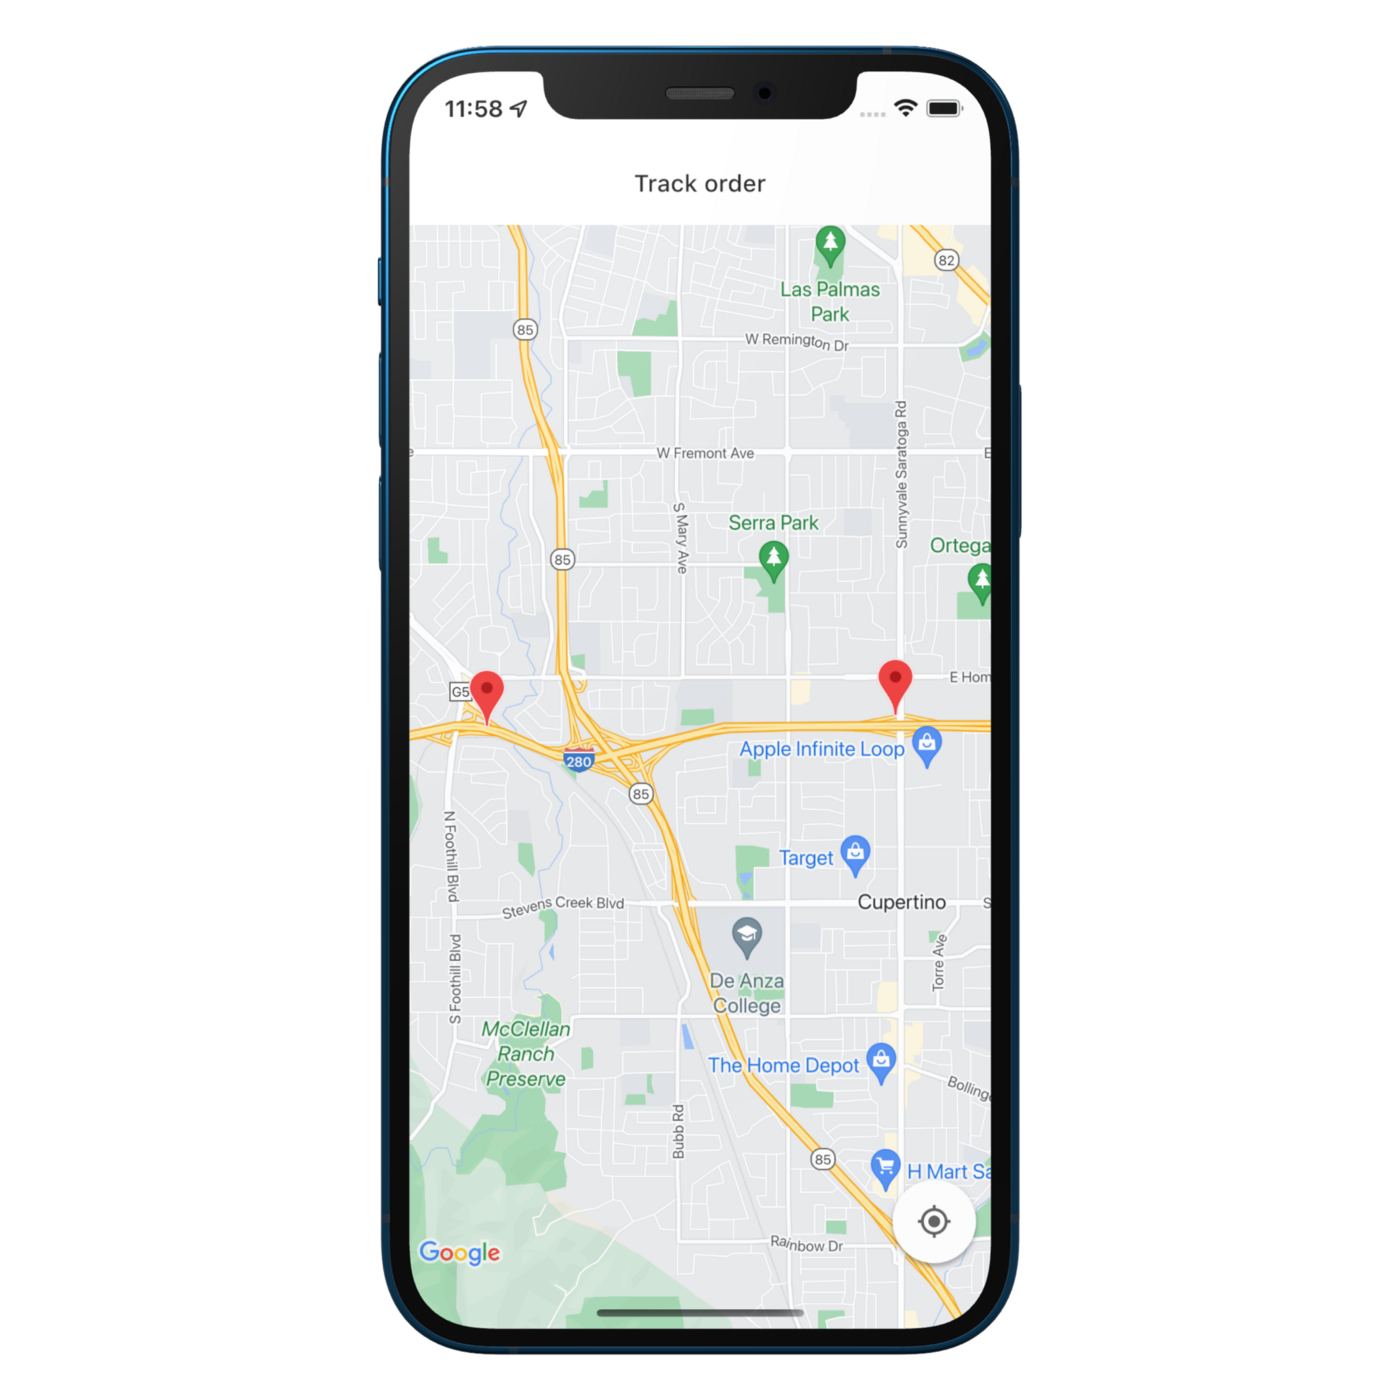 11:58
Track order
82
Las Palmas
Park
85
W Remington Dr
Sunnyvale Saratoga Rd
W Fremont Ave
E
S Mary Ave
Serra Park
Ortega
85
E Hom
G5
Apple Infinite Loop
280
85
N Foothill Blvd
Target
Stevens Creek Blvd
Cupertino
S
S Foothill Blvd
Torre Ave
De Anza
College
McClellan
Ranch
Preserve
The Home Depot
Bollinge
Bubb Rd
85
H Mart Sa
Rainbow Dr
Google